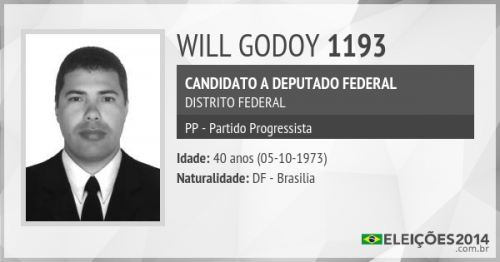 WILL GODOY 1193
CANDIDATO A DEPUTADO FEDERAL
DISTRITO FEDERAL
PP - Partido Progressista
Idade: 40 anos (05-10-1973)
Naturalidade: DF - Brasilia
ELEIÇÕES2014
.com.br